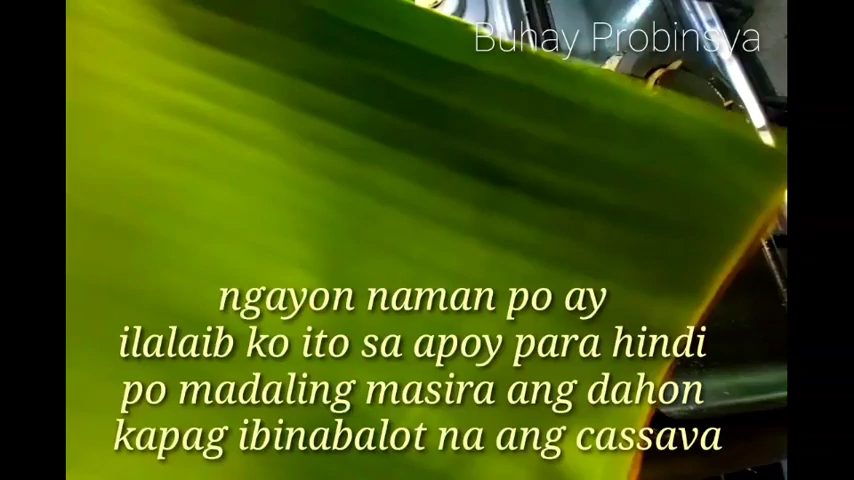 Buhay Probinsya
ngayon naman po ay
ilalaib ko ito sa apoy para hindi
po madaling masira ang dahon
kapag ibinabalot na ang cassava